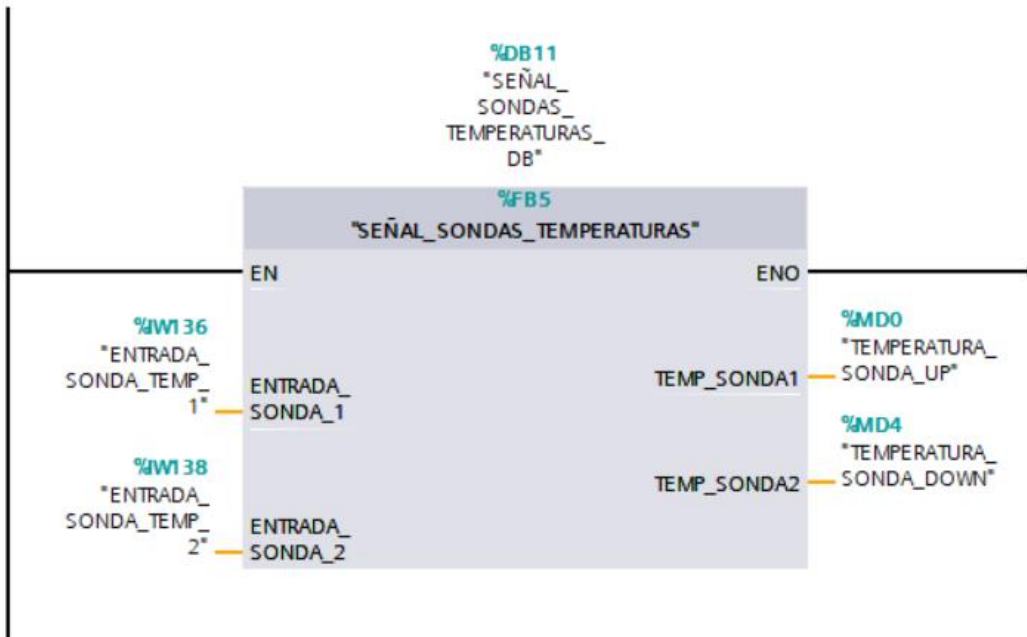 %DB11
"SEÑAL_
SONDAS_
TEMPERATURAS_
DB"
%FB5
"SEÑAL_SONDAS_TEMPERATURAS"
EN
ENO
%IW136
"ENTRADA_
SONDA_TEMP_
1"
ENTRADA_
SONDA_1
%IW138
"ENTRADA_
SONDA_TEMP_
2"
ENTRADA_
SONDA_2
TEMP_SONDA1
%MD0
"TEMPERATURA_
SONDA_UP"
TEMP_SONDA2
%MD4
"TEMPERATURA_
SONDA_DOWN"